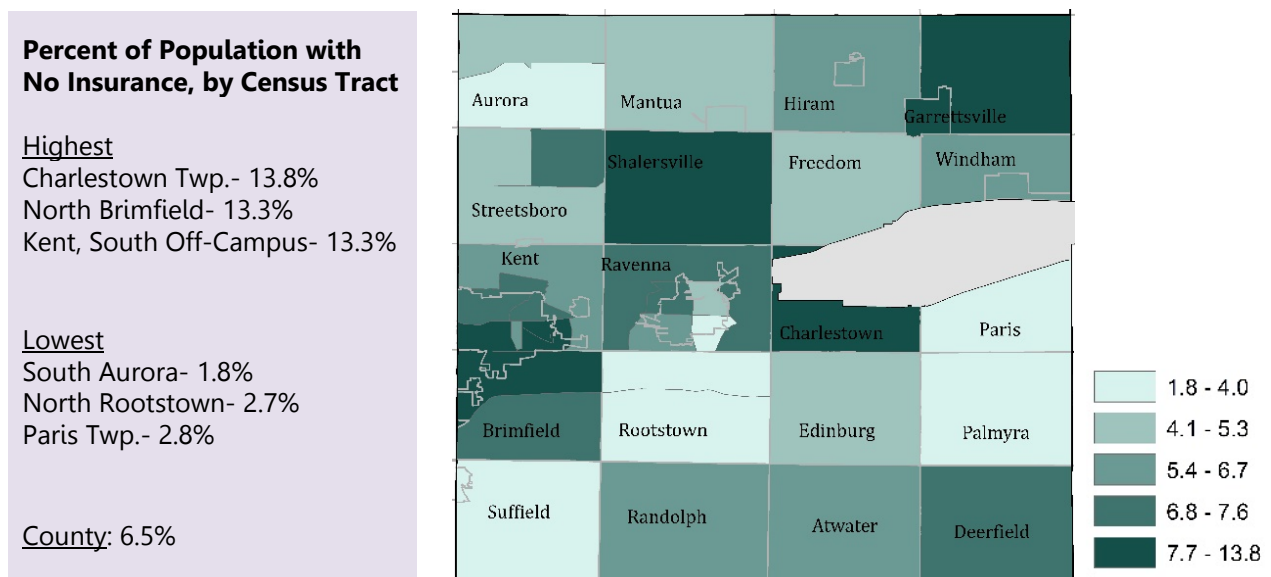 Percent of Population with
No Insurance, by Census Tract
Highest
Charlestown Twp.- 13.8%
North Brimfield- 13.3%
Kent, South Off-Campus- 13.3%
Lowest
South Aurora- 1.8%
North Rootstown- 2.7%
Paris Twp.- 2.8%
County: 6.5%
Aurora
Mantua
Hiram
Garrettsville
Shalersville
Freedom
Windham
Streetsboro
Kent
Ravenna
Charlestown
Paris
Brimfield
Rootstown
Edinburg
Palmyra
Suffield
Randolph
Atwater
Deerfield
1.8 - 4.0
4.1 - 5.3
5.4 - 6.7
6.8 - 7.6
7.7 - 13.8